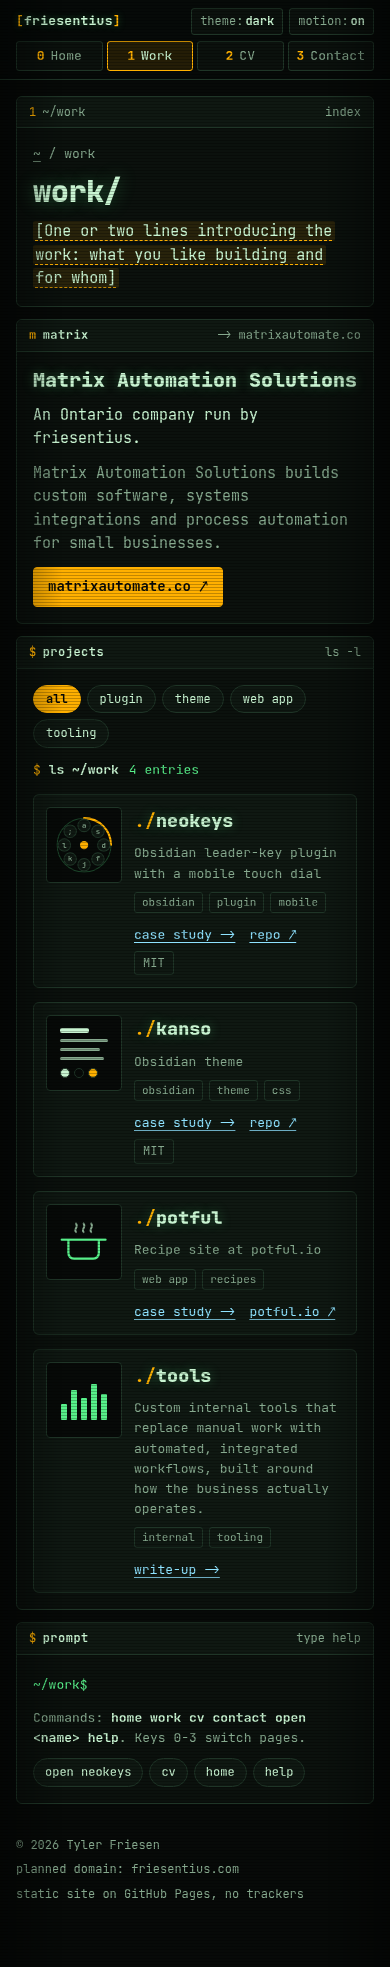 [friesentius] theme:dark motion:on
0 Home 1 Work 2 CV 3 Contact
1 ~/work index
~ / work
work/
[One or two lines introducing the
work: what you like building and
for whom]
m matrix → matrixautomate.co
Matrix Automation Solutions
An Ontario company run by
friesentius.
Matrix Automation Solutions builds
custom software, systems
integrations and process automation
for small businesses.
matrixautomate.co ↗
$ projects ls -l
all plugin theme web app
tooling
$ ls ~/work 4 entries
./neokeys
Obsidian leader-key plugin
with a mobile touch dial
obsidian plugin mobile
case study → repo ↗
MIT
./kanso
Obsidian theme
obsidian theme css
case study → repo ↗
MIT
./potful
Recipe site at potful.io
web app recipes
case study → potful.io ↗
./tools
Custom internal tools that
replace manual work with
automated, integrated
workflows, built around
how the business actually
operates.
internal tooling
write-up →
$ prompt type help
~/work$
Commands: home work cv contact open
<name> help. Keys 0-3 switch pages.
open neokeys cv home help
© 2026 Tyler Friesen
planned domain: friesentius.com
static site on GitHub Pages, no trackers